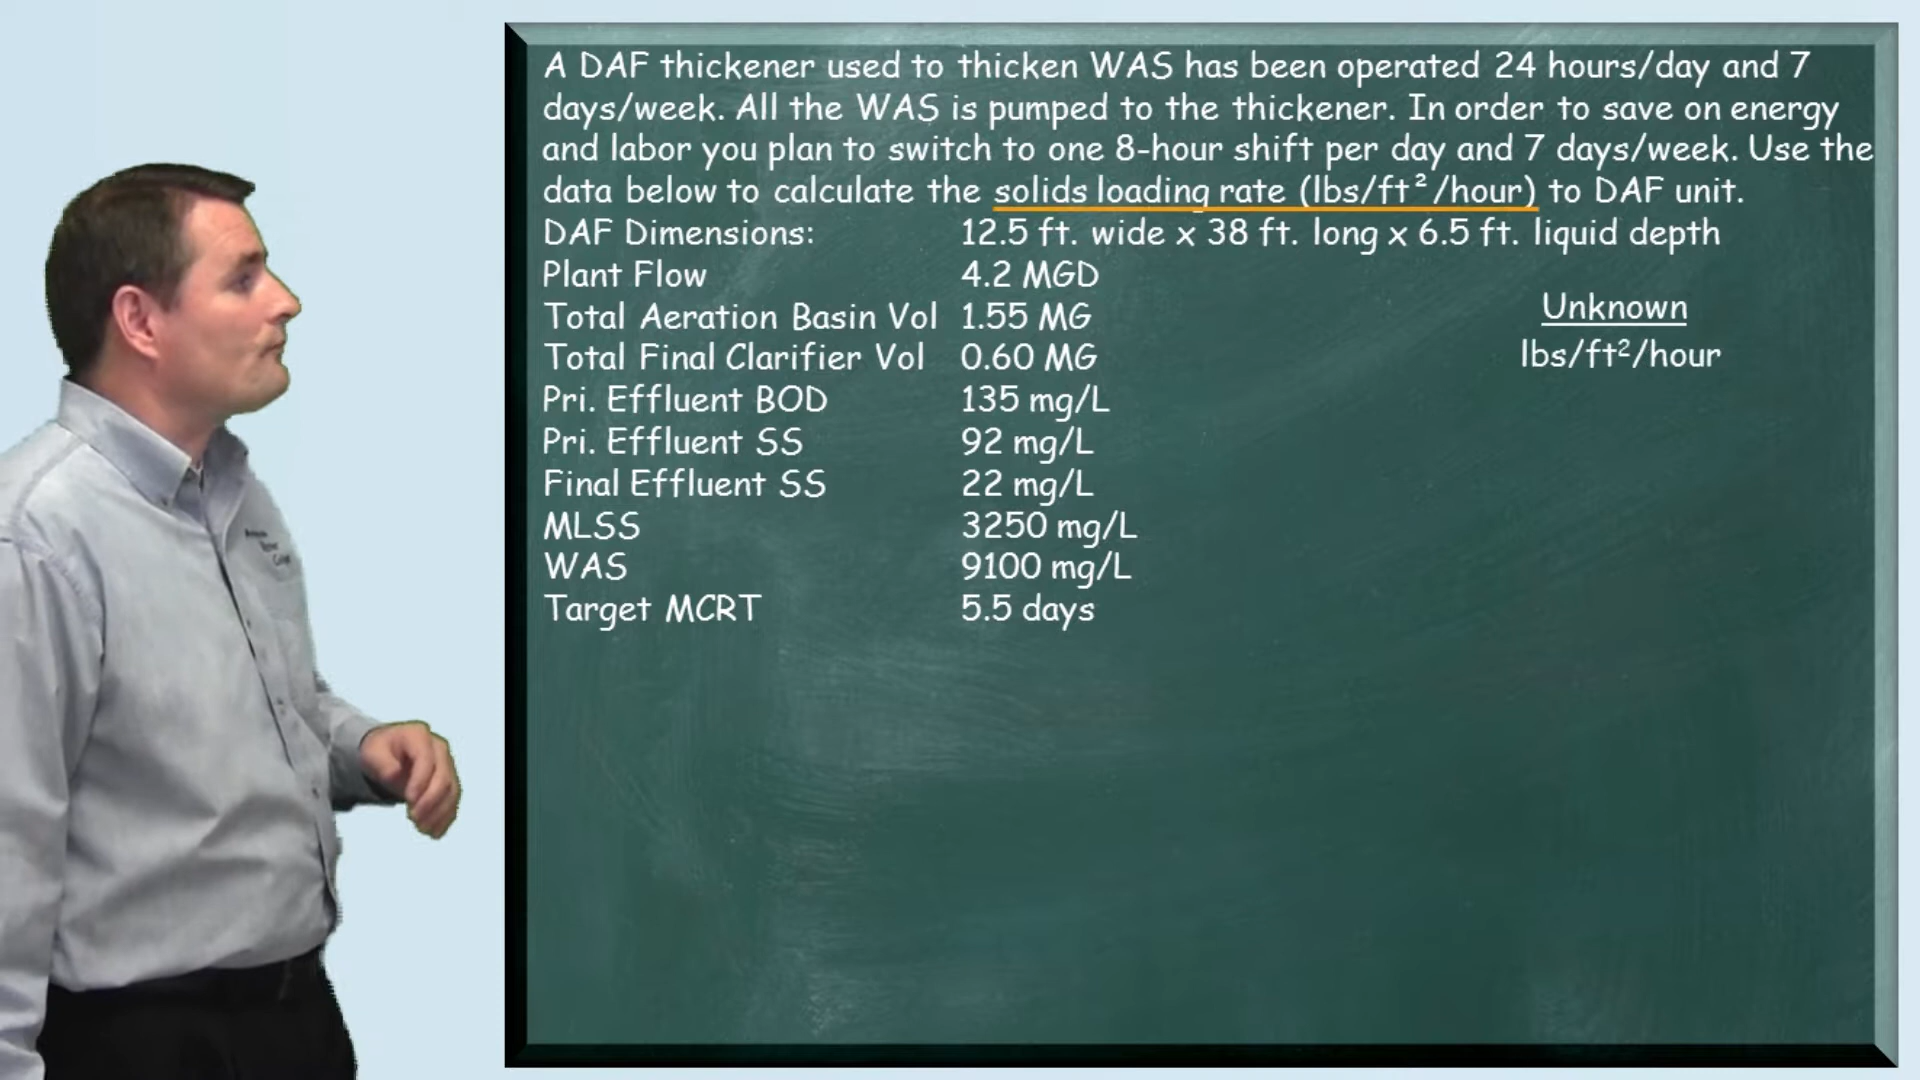 A DAF thickener used to thicken WAS has been operated 24 hours/day and 7
days/week. All the WAS is pumped to the thickener. In order to save on energy
and labor you plan to switch to one 8-hour shift per day and 7 days/week. Use the
data below to calculate the solids loading rate (lbs/ft²/hour) to DAF unit.
DAF Dimensions: 12.5 ft. wide x 38 ft. long x 6.5 ft. liquid depth
Plant Flow 4.2 MGD
Total Aeration Basin Vol 1.55 MG
Total Final Clarifier Vol 0.60 MG
Pri. Effluent BOD 135 mg/L
Pri. Effluent SS 92 mg/L
Final Effluent SS 22 mg/L
MLSS 3250 mg/L
WAS 9100 mg/L
Target MCRT 5.5 days
Unknown
lbs/ft²/hour